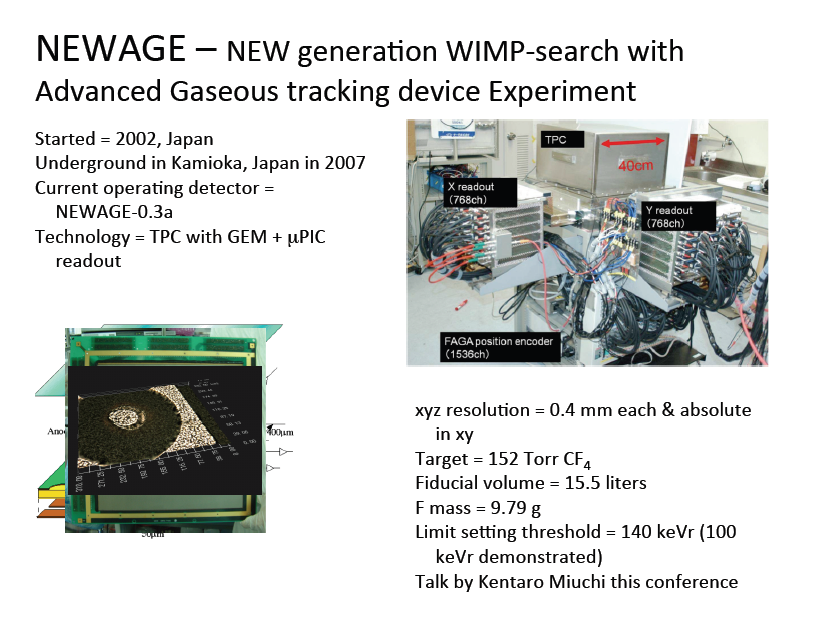 NEWAGE – NEW generation WIMP-search with
Advanced Gaseous tracking device Experiment
Started = 2002, Japan
Underground in Kamioka, Japan in 2007
Current operating detector =
NEWAGE-0.3a
Technology = TPC with GEM + μPIC
readout
TPC
40cm
X readout
(768ch)
Y readout
(768ch)
FAGA position encoder
(1536ch)
Ano
400μm
50μm
xyz resolution = 0.4 mm each & absolute
in xy
Target = 152 Torr CF4
Fiducial volume = 15.5 liters
F mass = 9.79 g
Limit setting threshold = 140 keVr (100
keVr demonstrated)
Talk by Kentaro Miuchi this conference